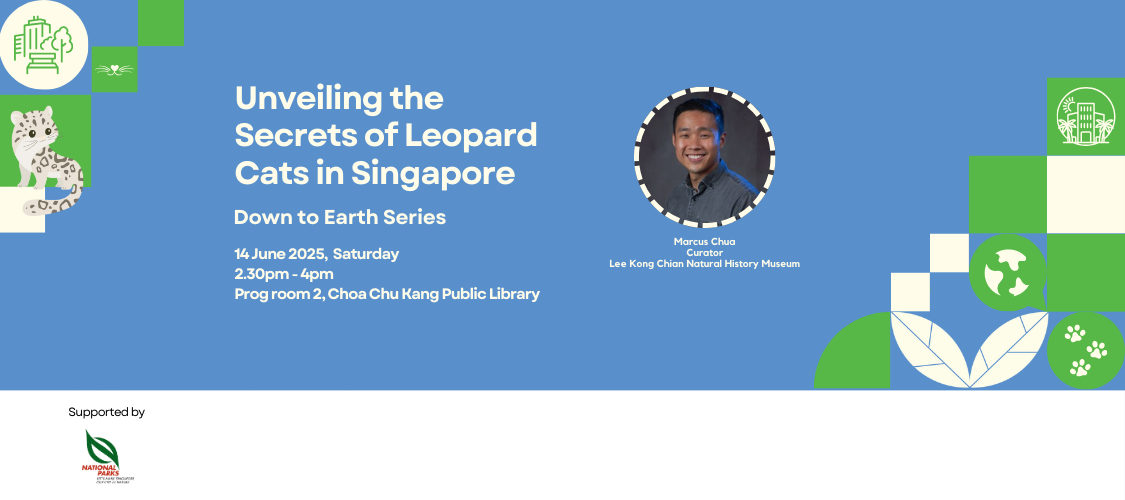 Unveiling the
Secrets of Leopard
Cats in Singapore
Down to Earth Series
14 June 2025, Saturday
2.30pm - 4pm
Prog room 2, Choa Chu Kang Public Library
Marcus Chua
Curator
Lee Kong Chian Natural History Museum
Supported by
NATIONAL
PARKS